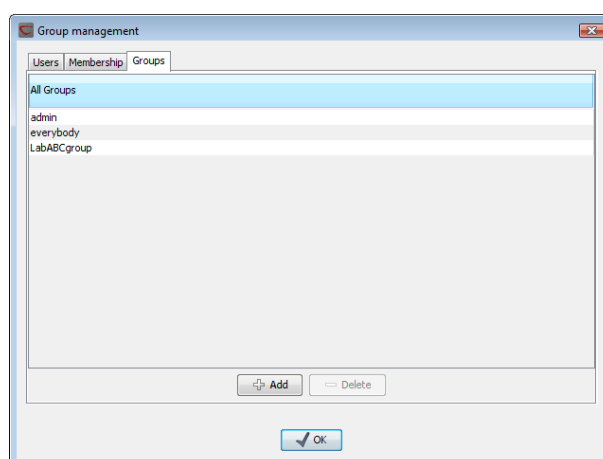 Group management
Users Membership Groups
All Groups
admin
everybody
LabABCgroup
Add Delete
OK